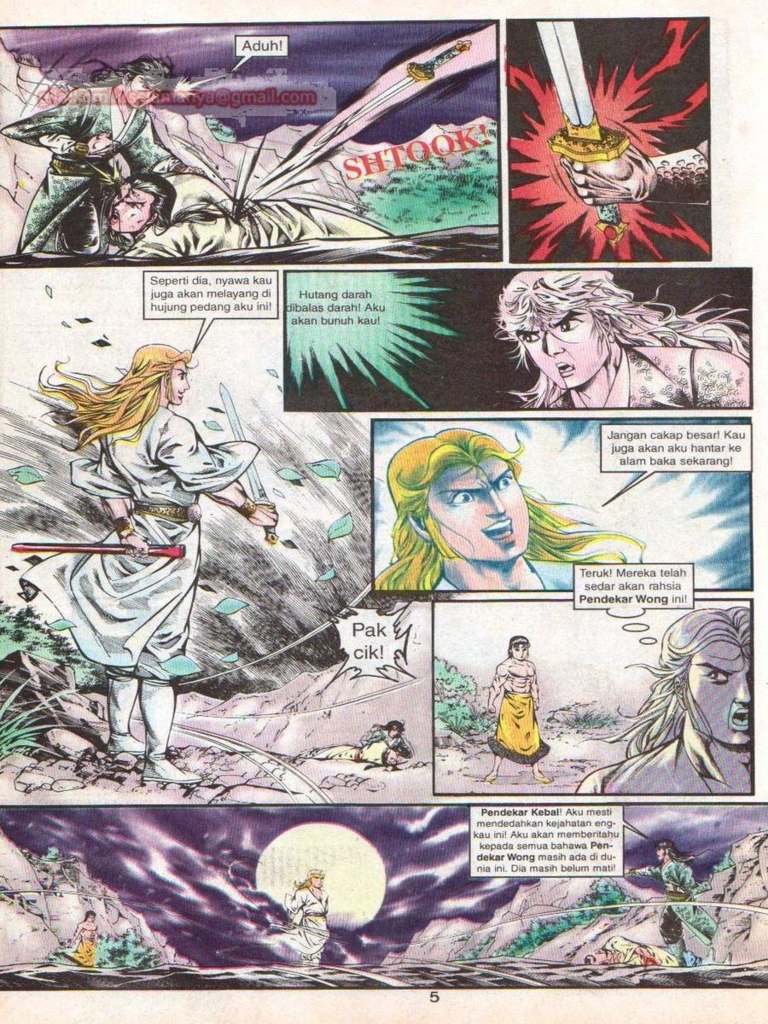 Aduh!
SHTOOK!
Seperti dia, nyawa kau
juga akan melayang di
hujung pedang aku ini!
Hutang darah
dibalas darah! Aku
akan bunuh kau!
Jangan cakap besar! Kau
juga akan aku hantar ke
alam baka sekarang!
Pak
cik!
Teruk! Mereka telah
sedar akan rahsia
Pendekar Wong ini!
Pendekar Kebal! Aku mesti
mendedahkan kejahatan eng-
kau ini! Aku akan memberitahu
kepada semua bahawa Pen-
dekar Wong masih ada di du-
nia ini. Dia masih belum mati!
5